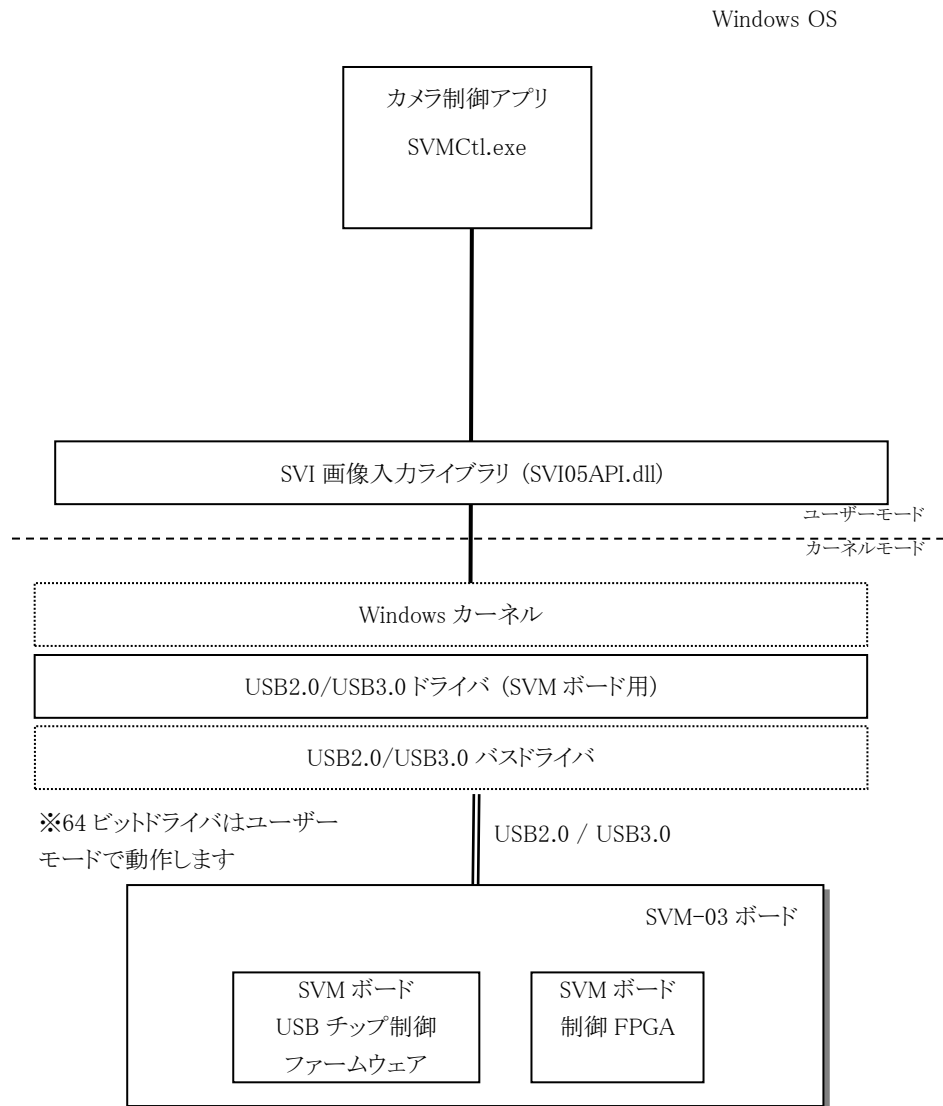 Windows OS
カメラ制御アプリ
SVMCtl.exe
SVI 画像入力ライブラリ (SVI05API.dll)
ユーザーモード
カーネルモード
Windows カーネル
USB2.0/USB3.0 ドライバ (SVM ボード用)
USB2.0/USB3.0 バスドライバ
※64 ビットドライバはユーザー
モードで動作します
USB2.0 / USB3.0
SVM-03 ボード
SVM ボード
USB チップ制御
ファームウェア
SVM ボード
制御 FPGA